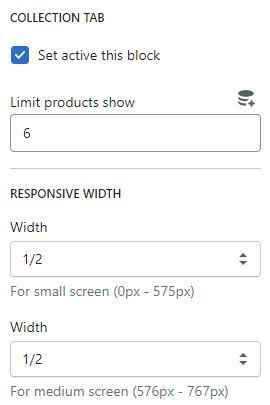 COLLECTION TAB
Set active this block
Limit products show
6
RESPONSIVE WIDTH
Width
1/2
For small screen (0px - 575px)
Width
1/2
For medium screen (576px - 767px)